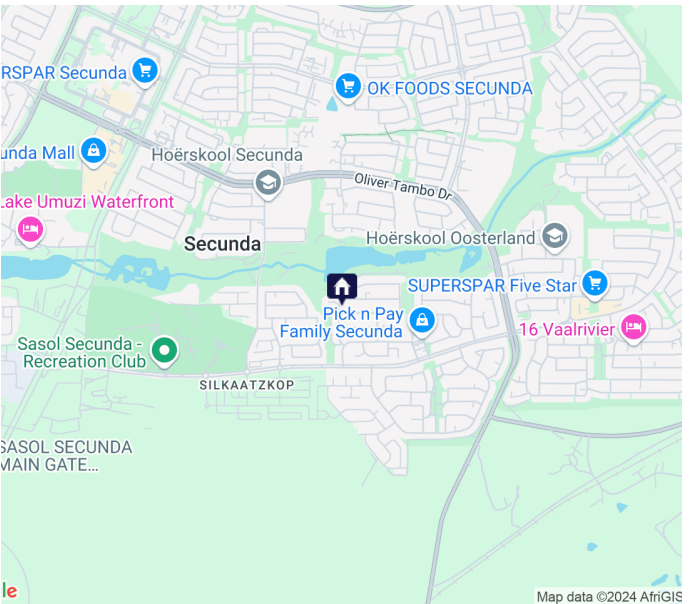 RSPAR Secunda
OK FOODS SECUNDA
unda Mall
Hoërskool Secunda
Oliver Tambo Dr
Lake Umuzi Waterfront
Secunda
Hoërskool Oosterland
SUPERSPAR Five Star
Pick n Pay
Family Secunda
16 Vaalrivier
Sasol Secunda -
Recreation Club
SILKAATZKOP
SASOL SECUNDA
MAIN GATE...
le
Map data ©2024 AfriGIS